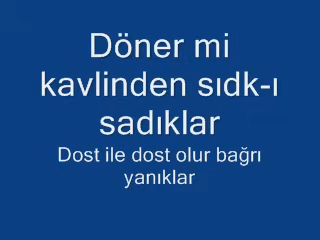 Döner mi
kavlinden sıdk-ı
sadıklar
Dost ile dost olur bağrı
yanıklar